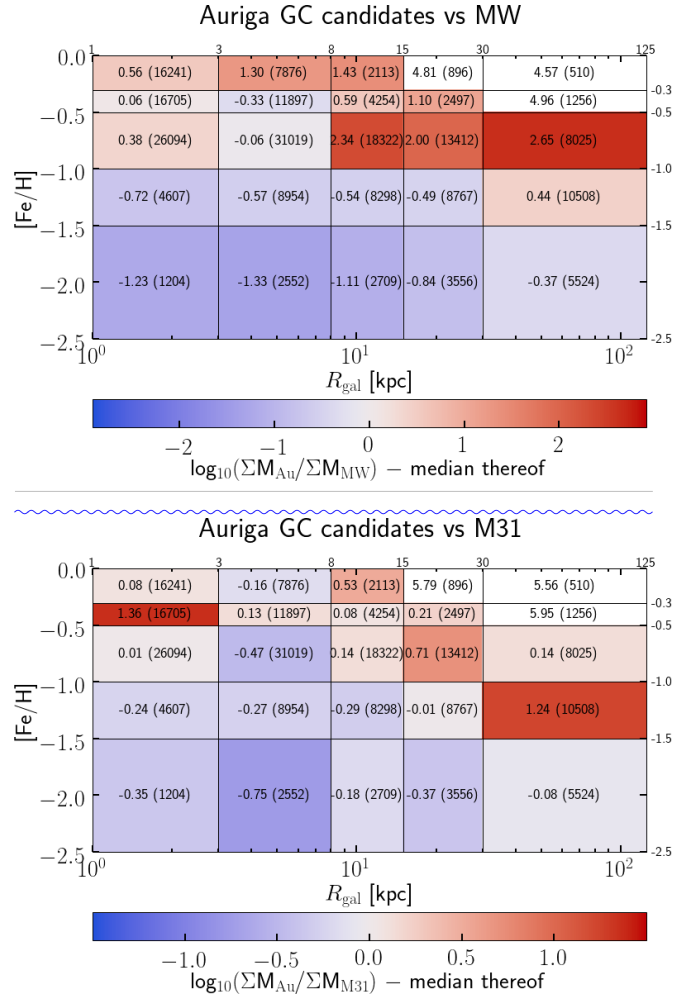 Auriga GC candidates vs MW
1 3 8 15 30 125
0.0 0.56 (16241) 1.30 (7876) 1.43 (2113) 4.81 (896) 4.57 (510)
-0.3
0.06 (16705) -0.33 (11897) 0.59 (4254) 1.10 (2497) 4.96 (1256)
−0.5 -0.5
0.38 (26094) -0.06 (31019) 2.34 (18322) 2.00 (13412) 2.65 (8025)
−1.0 -1.0
[Fe/H]
-0.72 (4607) -0.57 (8954) -0.54 (8298) -0.49 (8767) 0.44 (10508)
−1.5 -1.5
−2.0 -1.23 (1204) -1.33 (2552) -1.11 (2709) -0.84 (3556) -0.37 (5524)
−2.5 -2.5
10⁰ 10¹ 10²
R_gal [kpc]
−2 −1 0 1 2
log₁₀(ΣM_Au/ΣM_MW) − median thereof
Auriga GC candidates vs M31
1 3 8 15 30 125
0.0 0.08 (16241) -0.16 (7876) 0.53 (2113) 5.79 (896) 5.56 (510)
-0.3
1.36 (16705) 0.13 (11897) 0.08 (4254) 0.21 (2497) 5.95 (1256)
−0.5 -0.5
0.01 (26094) -0.47 (31019) 0.14 (18322) 0.71 (13412) 0.14 (8025)
−1.0 -1.0
[Fe/H]
-0.24 (4607) -0.27 (8954) -0.29 (8298) -0.01 (8767) 1.24 (10508)
−1.5 -1.5
−2.0 -0.35 (1204) -0.75 (2552) -0.18 (2709) -0.37 (3556) -0.08 (5524)
−2.5 -2.5
10⁰ 10¹ 10²
R_gal [kpc]
−1.0 −0.5 0.0 0.5 1.0
log₁₀(ΣM_Au/ΣM_M31) − median thereof